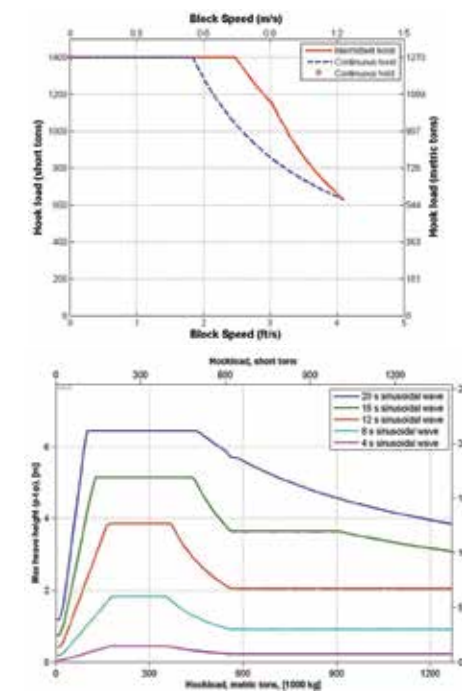 Block Speed (m/s)
0 0.3 0.6 0.9 1.2 1.5
Intermittent hoist
Continuous hoist
Continuous hold
1400
1200
1000
800
600
400
200
0
Hook load (short tons)
1270
1089
907
726
544
363
181
0
Hook load (metric tons)
0 1 2 3 4 5
Block Speed (ft/s)
Hookload, short tons
0 300 600 900 1200
20 s sinusoidal wave
16 s sinusoidal wave
12 s sinusoidal wave
8 s sinusoidal wave
4 s sinusoidal wave
Max heave height (p-t-p), [m]
6
4
2
0
0 300 600 900 1200
Hookload, metric tons, [1000 kg]